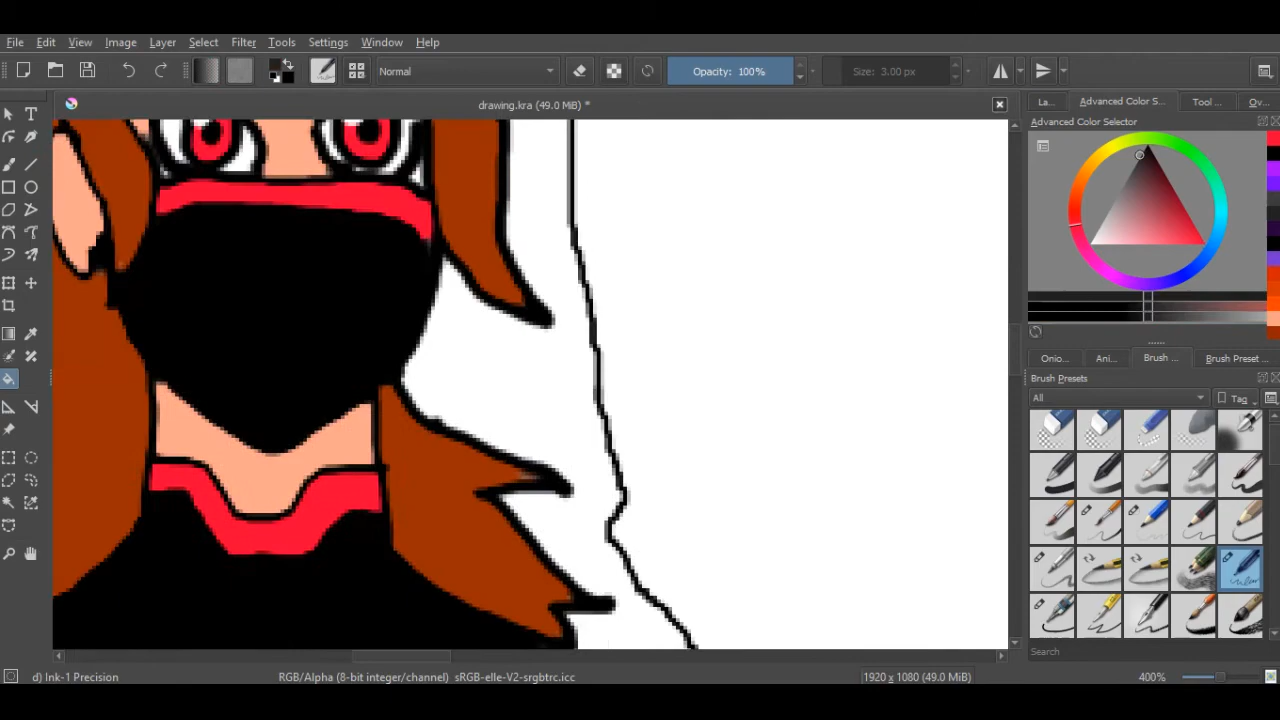 File Edit View Image Layer Select Filter Tools Settings Window Help
Normal Opacity: 100% Size: 3.00 px
drawing.kra (49.0 MiB) *
La... Advanced Color S... Tool ... Ov...
Advanced Color Selector
Onio... Ani... Brush ... Brush Preset ...
Brush Presets
All Tag
Search
d) Ink-1 Precision RGB/Alpha (8-bit integer/channel) sRGB-elle-V2-srgbtrc.icc 1920 x 1080 (49.0 MiB) 400%